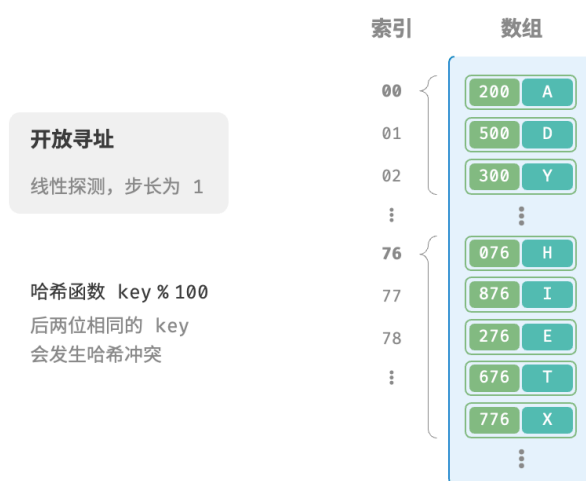 索引 数组
00 200 A
01 500 D
02 300 Y
76 076 H
77 876 I
78 276 E
676 T
776 X
开放寻址
线性探测，步长为 1
哈希函数 key % 100
后两位相同的 key
会发生哈希冲突